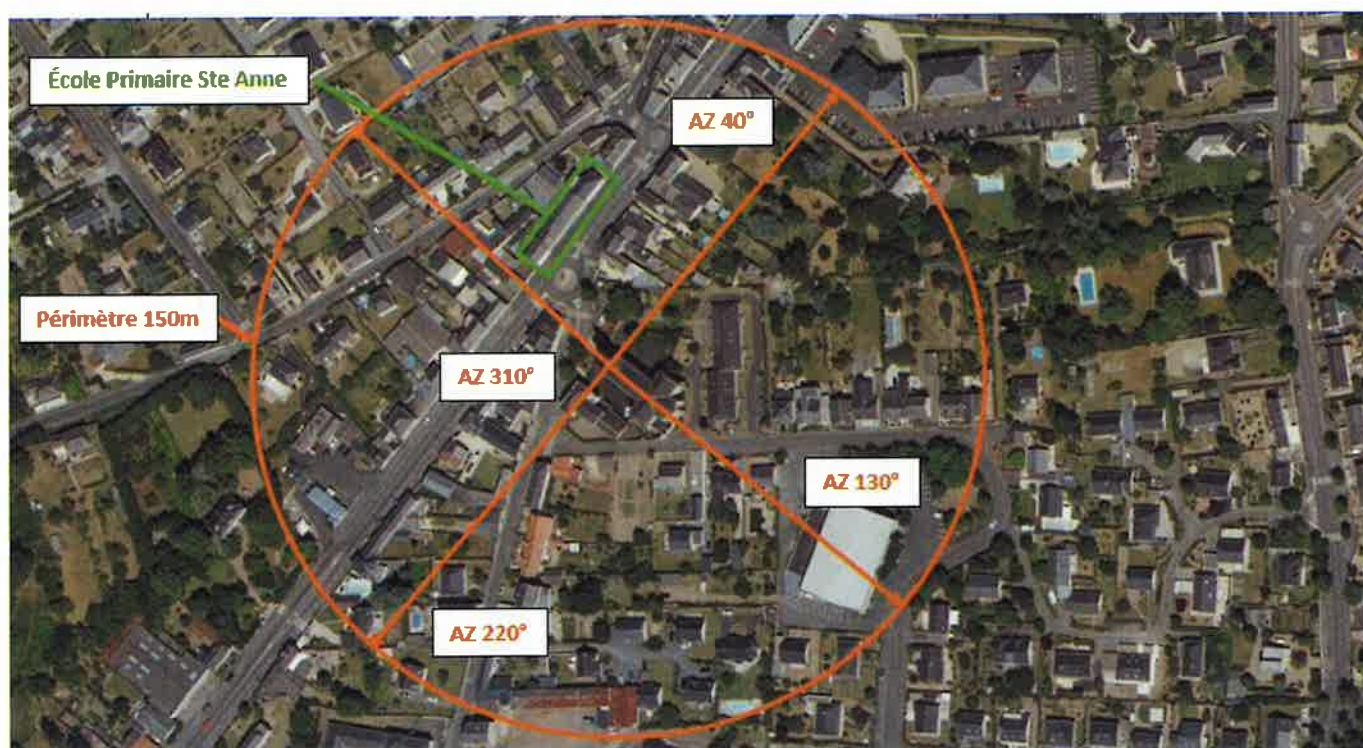 École Primaire Ste Anne
AZ 40°
Périmètre 150m
AZ 310°
AZ 130°
AZ 220°